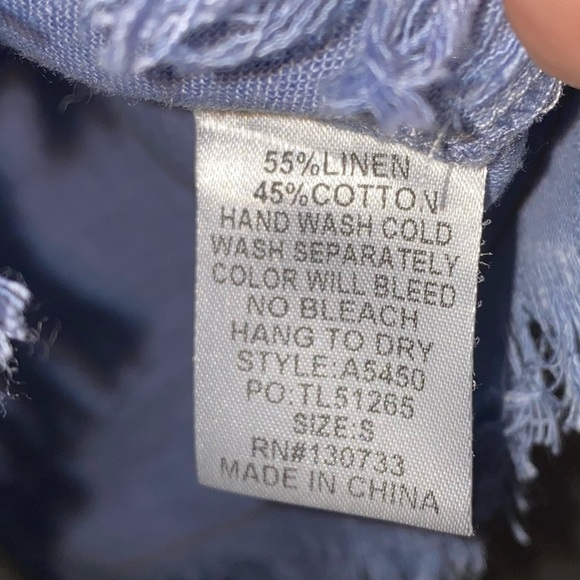 55%LINEN
45%COTTON
HAND WASH COLD
WASH SEPARATELY
COLOR WILL BLEED
NO BLEACH
HANG TO DRY
STYLE:A5450
PO:TL51265
SIZE:S
RN#130733
MADE IN CHINA